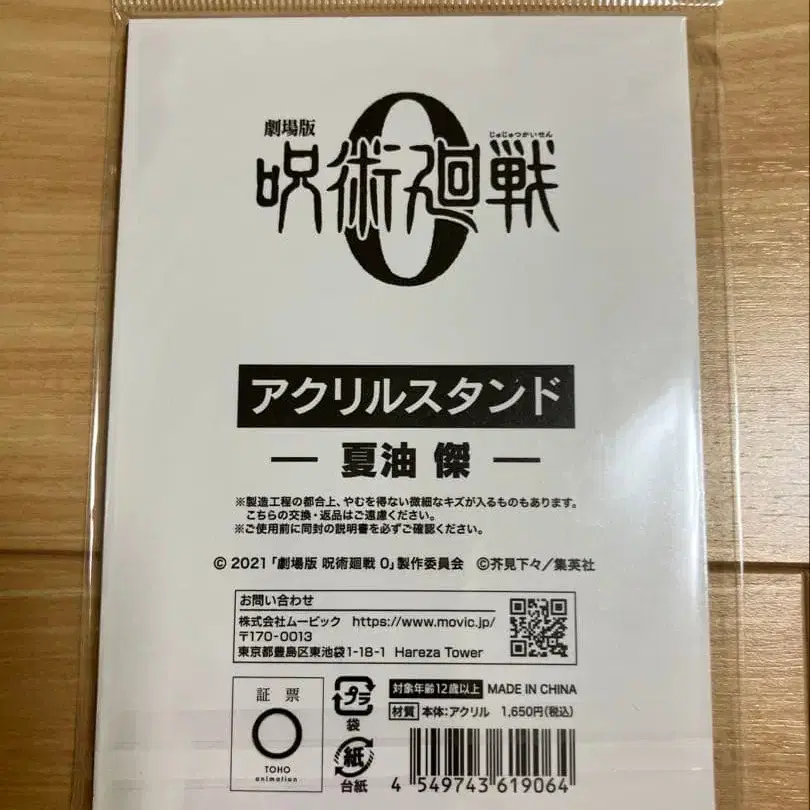 劇場版
じゅじゅつかいせん
呪術廻戦
0
アクリルスタンド
— 夏油 傑 —
※製造工程の都合上、やむを得ない微細なキズが入るものもあります。
こちらの交換・返品はご遠慮ください。
※ご使用前に同封の説明書を必ずご確認ください。
© 2021「劇場版 呪術廻戦 0」製作委員会 ©芥見下々／集英社
お問い合わせ
株式会社ムービック https://www.movic.jp/
〒170-0013
東京都豊島区東池袋1-18-1 Hareza Tower
証票
TOHO
animation
プラ
袋
紙
台紙
対象年齢12歳以上 MADE IN CHINA
材質 本体：アクリル 1,650円(税込)
4 549743 619064